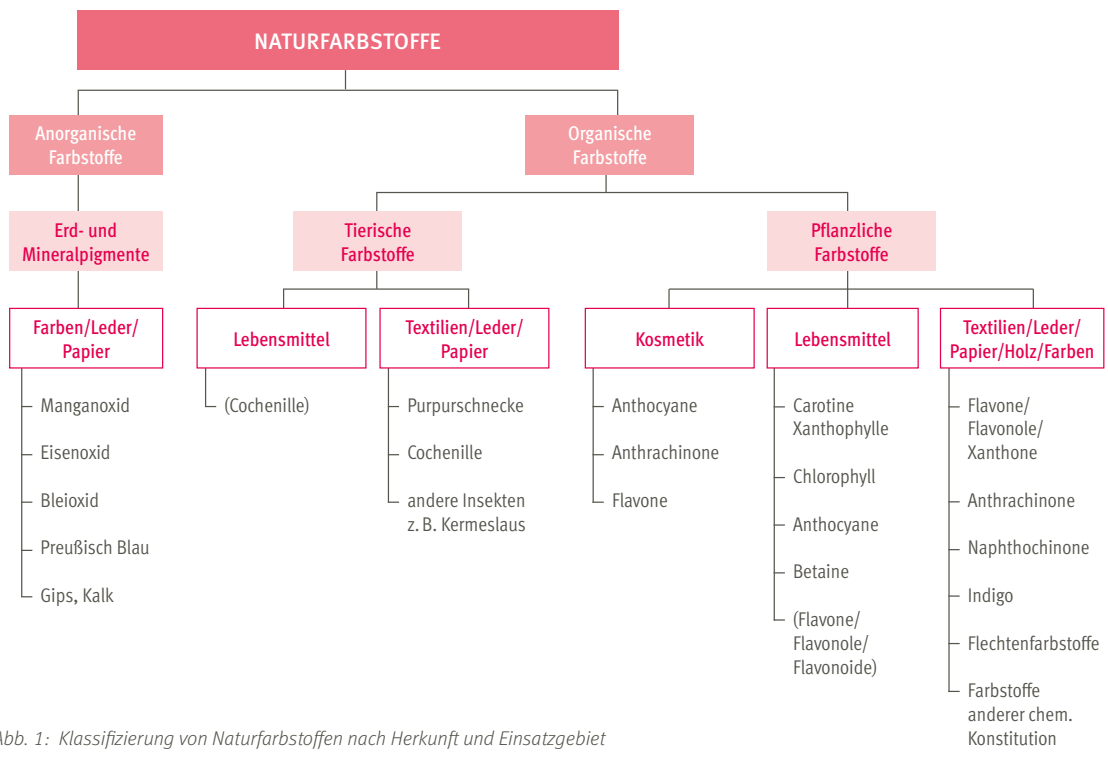 NATURFARBSTOFFE
Anorganische
Farbstoffe
Organische
Farbstoffe
Erd- und
Mineralpigmente
Tierische
Farbstoffe
Pflanzliche
Farbstoffe
Farben/Leder/
Papier
Lebensmittel
Textilien/Leder/
Papier
Kosmetik
Lebensmittel
Textilien/Leder/
Papier/Holz/Farben
Manganoxid
Eisenoxid
Bleioxid
Preußisch Blau
Gips, Kalk
(Cochenille)
Purpurschnecke
Cochenille
andere Insekten
z. B. Kermeslaus
Anthocyane
Anthrachinone
Flavone
Carotine
Xanthophylle
Chlorophyll
Anthocyane
Betaine
(Flavone/
Flavonole/
Flavonoide)
Flavone/
Flavonole/
Xanthone
Anthrachinone
Naphthochinone
Indigo
Flechtenfarbstoffe
Farbstoffe
anderer chem.
Konstitution
Abb. 1: Klassifizierung von Naturfarbstoffen nach Herkunft und Einsatzgebiet